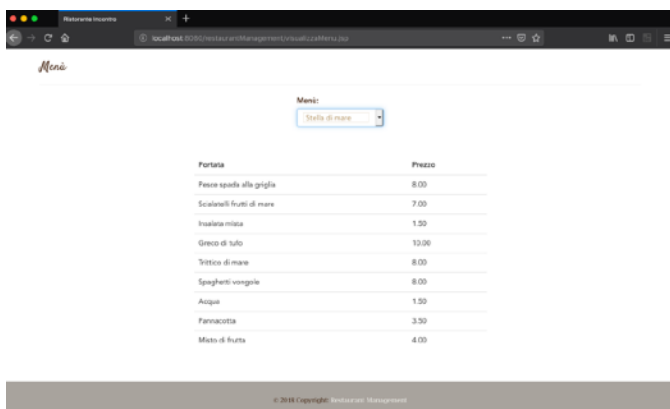 Ristorante Incontro
localhost:8080/restaurantManagement/visualizzaMenu.jsp
Menù
Menù:
Stella di mare
Portata Prezzo
Pesce spada alla griglia 8.00
Scialatelli frutti di mare 7.00
Insalata mista 1.50
Greco di tufo 10.00
Trittico di mare 8.00
Spaghetti vongole 8.00
Acqua 1.50
Pannacotta 3.50
Misto di frutta 4.00
© 2018 Copyright: Restaurant Management